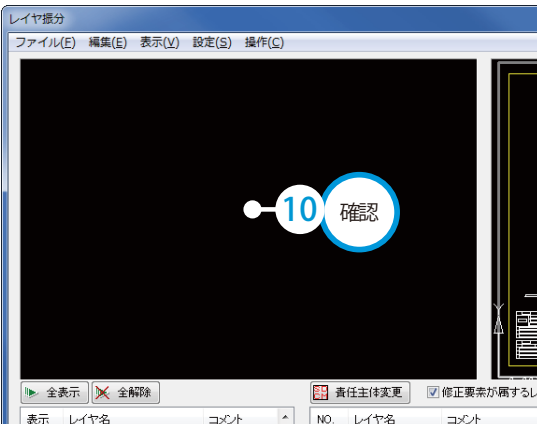 レイヤ振分
ファイル(F) 編集(E) 表示(V) 設定(S) 操作(C)
10 確認
全表示 全解除 責任主体変更 修正要素が属するレ
表示 レイヤ名 コメント NO. レイヤ名 コメント